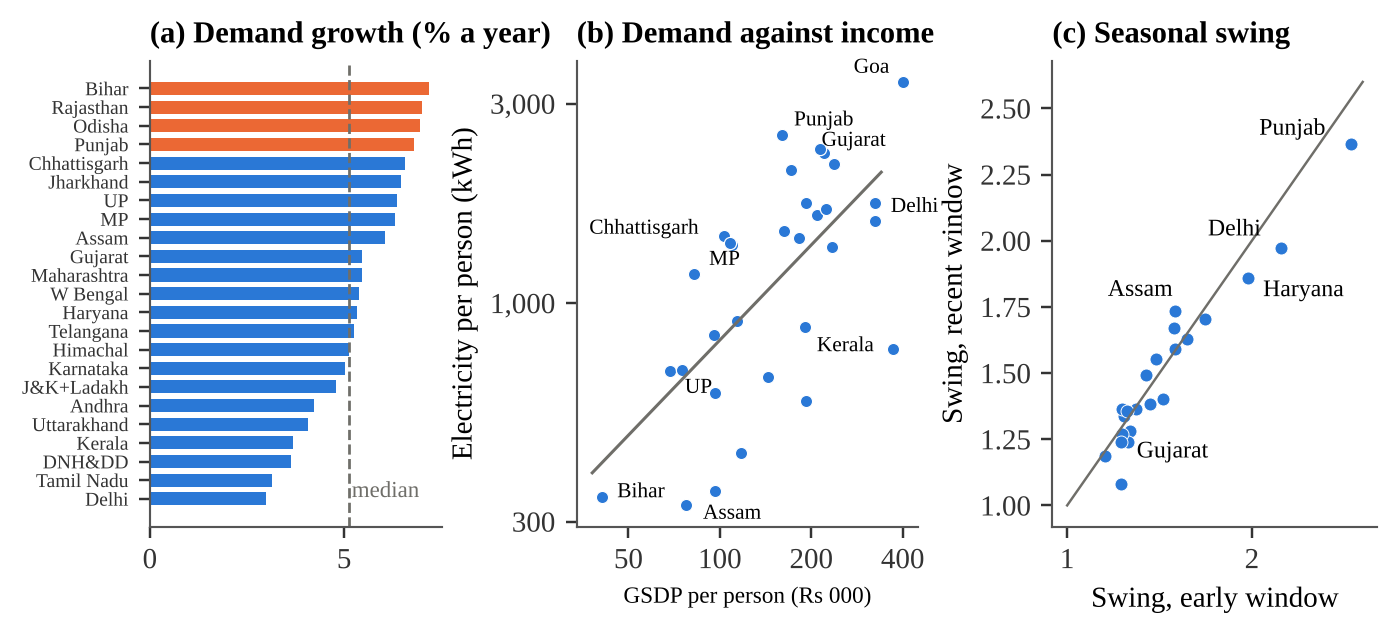 (a) Demand growth (% a year)
Bihar
Rajasthan
Odisha
Punjab
Chhattisgarh
Jharkhand
UP
MP
Assam
Gujarat
Maharashtra
W Bengal
Haryana
Telangana
Himachal
Karnataka
J&K+Ladakh
Andhra
Uttarakhand
Kerala
DNH&DD
Tamil Nadu
Delhi
median
0 5
(b) Demand against income
Electricity per person (kWh)
3,000
1,000
300
Goa
Punjab
Gujarat
Delhi
Chhattisgarh
MP
Kerala
UP
Bihar
Assam
50 100 200 400
GSDP per person (Rs 000)
(c) Seasonal swing
Swing, recent window
2.50
2.25
2.00
1.75
1.50
1.25
1.00
Punjab
Delhi
Haryana
Assam
Gujarat
1 2
Swing, early window